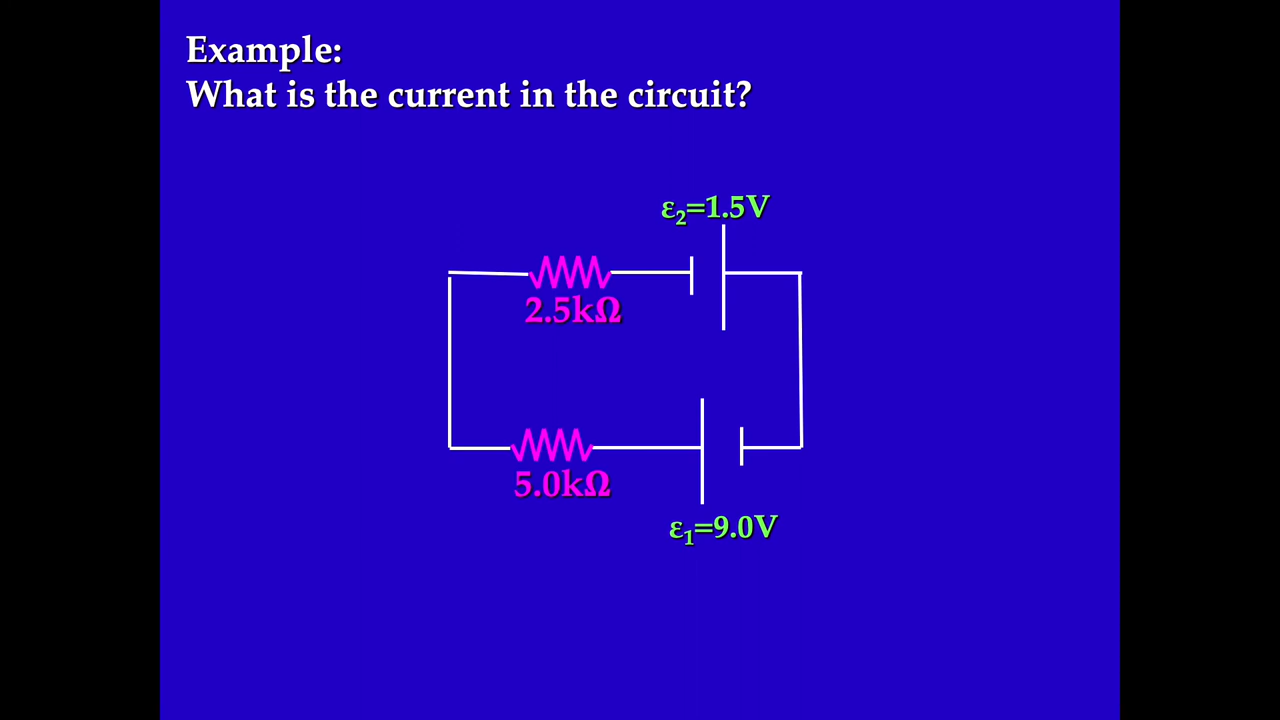 Example:
What is the current in the circuit?
ε₂=1.5V
2.5kΩ
5.0kΩ
ε₁=9.0V